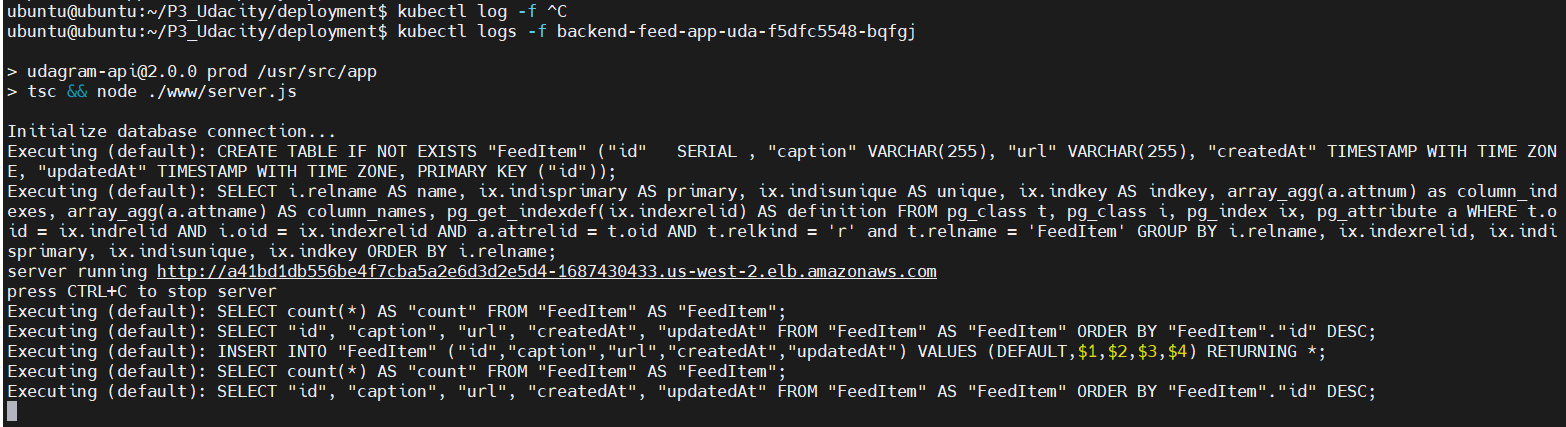 ubuntu@ubuntu:~/P3_Udacity/deployment$ kubectl log -f ^C
ubuntu@ubuntu:~/P3_Udacity/deployment$ kubectl logs -f backend-feed-app-uda-f5dfc5548-bqfgj
> udagram-api@2.0.0 prod /usr/src/app
> tsc && node ./www/server.js
Initialize database connection...
Executing (default): CREATE TABLE IF NOT EXISTS "FeedItem" ("id"   SERIAL , "caption" VARCHAR(255), "url" VARCHAR(255), "createdAt" TIMESTAMP WITH TIME ZON
E, "updatedAt" TIMESTAMP WITH TIME ZONE, PRIMARY KEY ("id"));
Executing (default): SELECT i.relname AS name, ix.indisprimary AS primary, ix.indisunique AS unique, ix.indkey AS indkey, array_agg(a.attnum) as column_ind
exes, array_agg(a.attname) AS column_names, pg_get_indexdef(ix.indexrelid) AS definition FROM pg_class t, pg_class i, pg_index ix, pg_attribute a WHERE t.o
id = ix.indrelid AND i.oid = ix.indexrelid AND a.attrelid = t.oid AND t.relkind = 'r' and t.relname = 'FeedItem' GROUP BY i.relname, ix.indexrelid, ix.indi
sprimary, ix.indisunique, ix.indkey ORDER BY i.relname;
server running http://a41bd1db556be4f7cba5a2e6d3d2e5d4-1687430433.us-west-2.elb.amazonaws.com
press CTRL+C to stop server
Executing (default): SELECT count(*) AS "count" FROM "FeedItem" AS "FeedItem";
Executing (default): SELECT "id", "caption", "url", "createdAt", "updatedAt" FROM "FeedItem" AS "FeedItem" ORDER BY "FeedItem"."id" DESC;
Executing (default): INSERT INTO "FeedItem" ("id","caption","url","createdAt","updatedAt") VALUES (DEFAULT,$1,$2,$3,$4) RETURNING *;
Executing (default): SELECT count(*) AS "count" FROM "FeedItem" AS "FeedItem";
Executing (default): SELECT "id", "caption", "url", "createdAt", "updatedAt" FROM "FeedItem" AS "FeedItem" ORDER BY "FeedItem"."id" DESC;